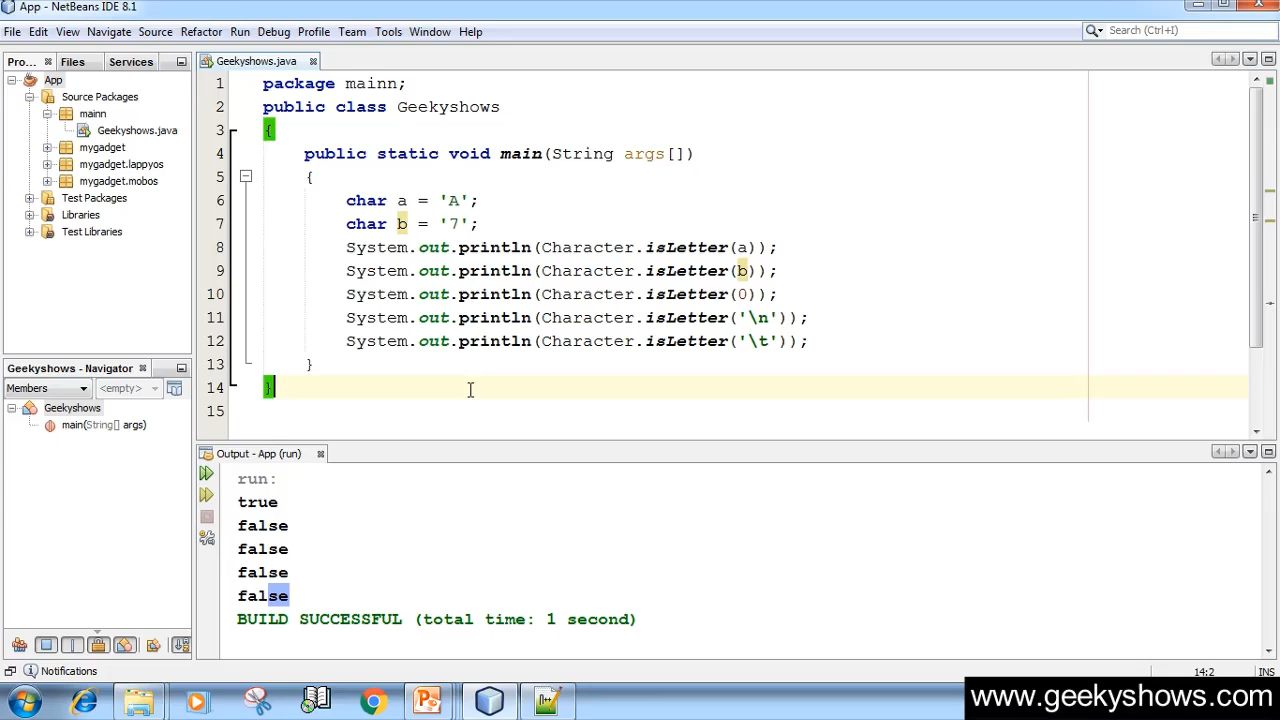 App - NetBeans IDE 8.1
File Edit View Navigate Source Refactor Run Debug Profile Team Tools Window Help
Search (Ctrl+I)
Pro... Files Services
App
Source Packages
mainn
Geekyshows.java
mygadget
mygadget.lappyos
mygadget.mobos
Test Packages
Libraries
Test Libraries
Geekyshows - Navigator
Members <empty>
Geekyshows
main(String[] args)
Geekyshows.java
1 package mainn;
2 public class Geekyshows
3 {
4 public static void main(String args[])
5 {
6 char a = 'A';
7 char b = '7';
8 System.out.println(Character.isLetter(a));
9 System.out.println(Character.isLetter(b));
10 System.out.println(Character.isLetter(0));
11 System.out.println(Character.isLetter('\n'));
12 System.out.println(Character.isLetter('\t'));
13 }
14 }
15
Output - App (run)
run:
true
false
false
false
false
BUILD SUCCESSFUL (total time: 1 second)
Notifications
14:2 INS
www.geekyshows.com